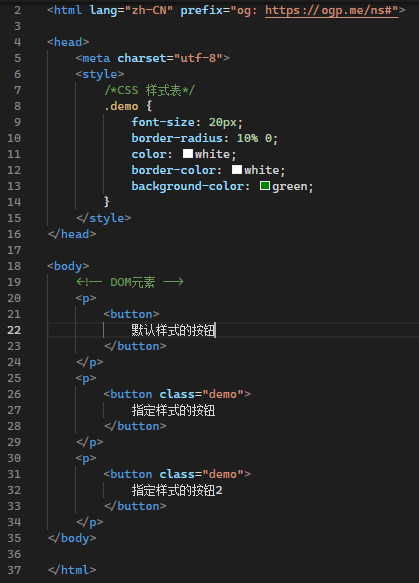 2 <html lang="zh-CN" prefix="og: https://ogp.me/ns#">
3
4 <head>
5     <meta charset="utf-8">
6     <style>
7         /*CSS 样式表*/
8         .demo {
9             font-size: 20px;
10             border-radius: 10% 0;
11             color: white;
12             border-color: white;
13             background-color: green;
14         }
15     </style>
16 </head>
17
18 <body>
19     <!-- DOM元素 -->
20     <p>
21         <button>
22             默认样式的按钮
23         </button>
24     </p>
25     <p>
26         <button class="demo">
27             指定样式的按钮
28         </button>
29     </p>
30     <p>
31         <button class="demo">
32             指定样式的按钮2
33         </button>
34     </p>
35 </body>
36
37 </html>